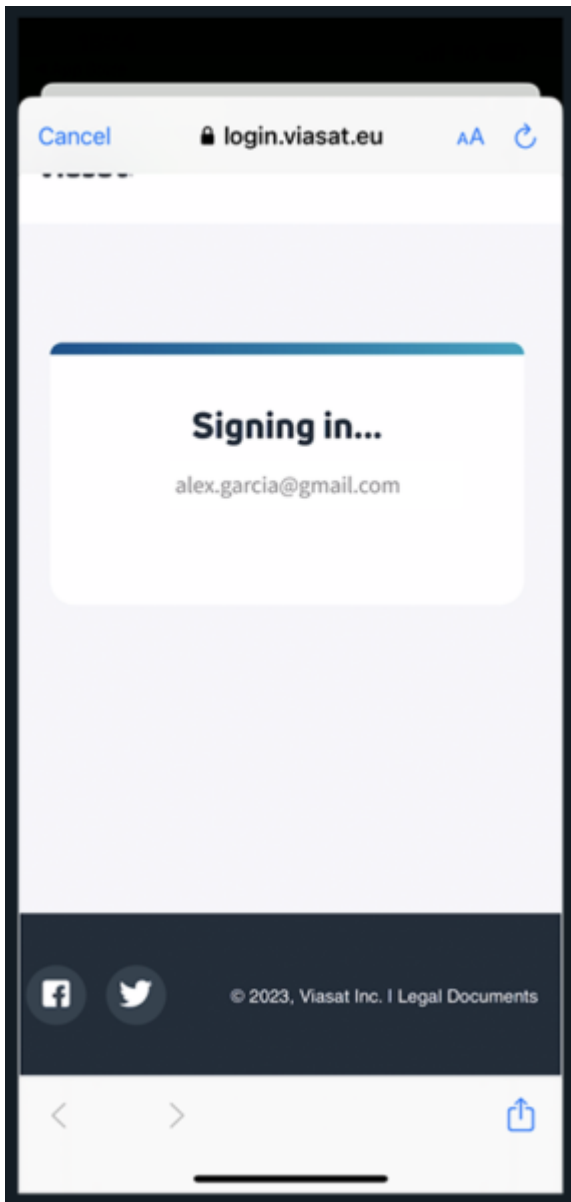 Cancel login.viasat.eu AA
Signing in...
alex.garcia@gmail.com
© 2023, Viasat Inc. I Legal Documents